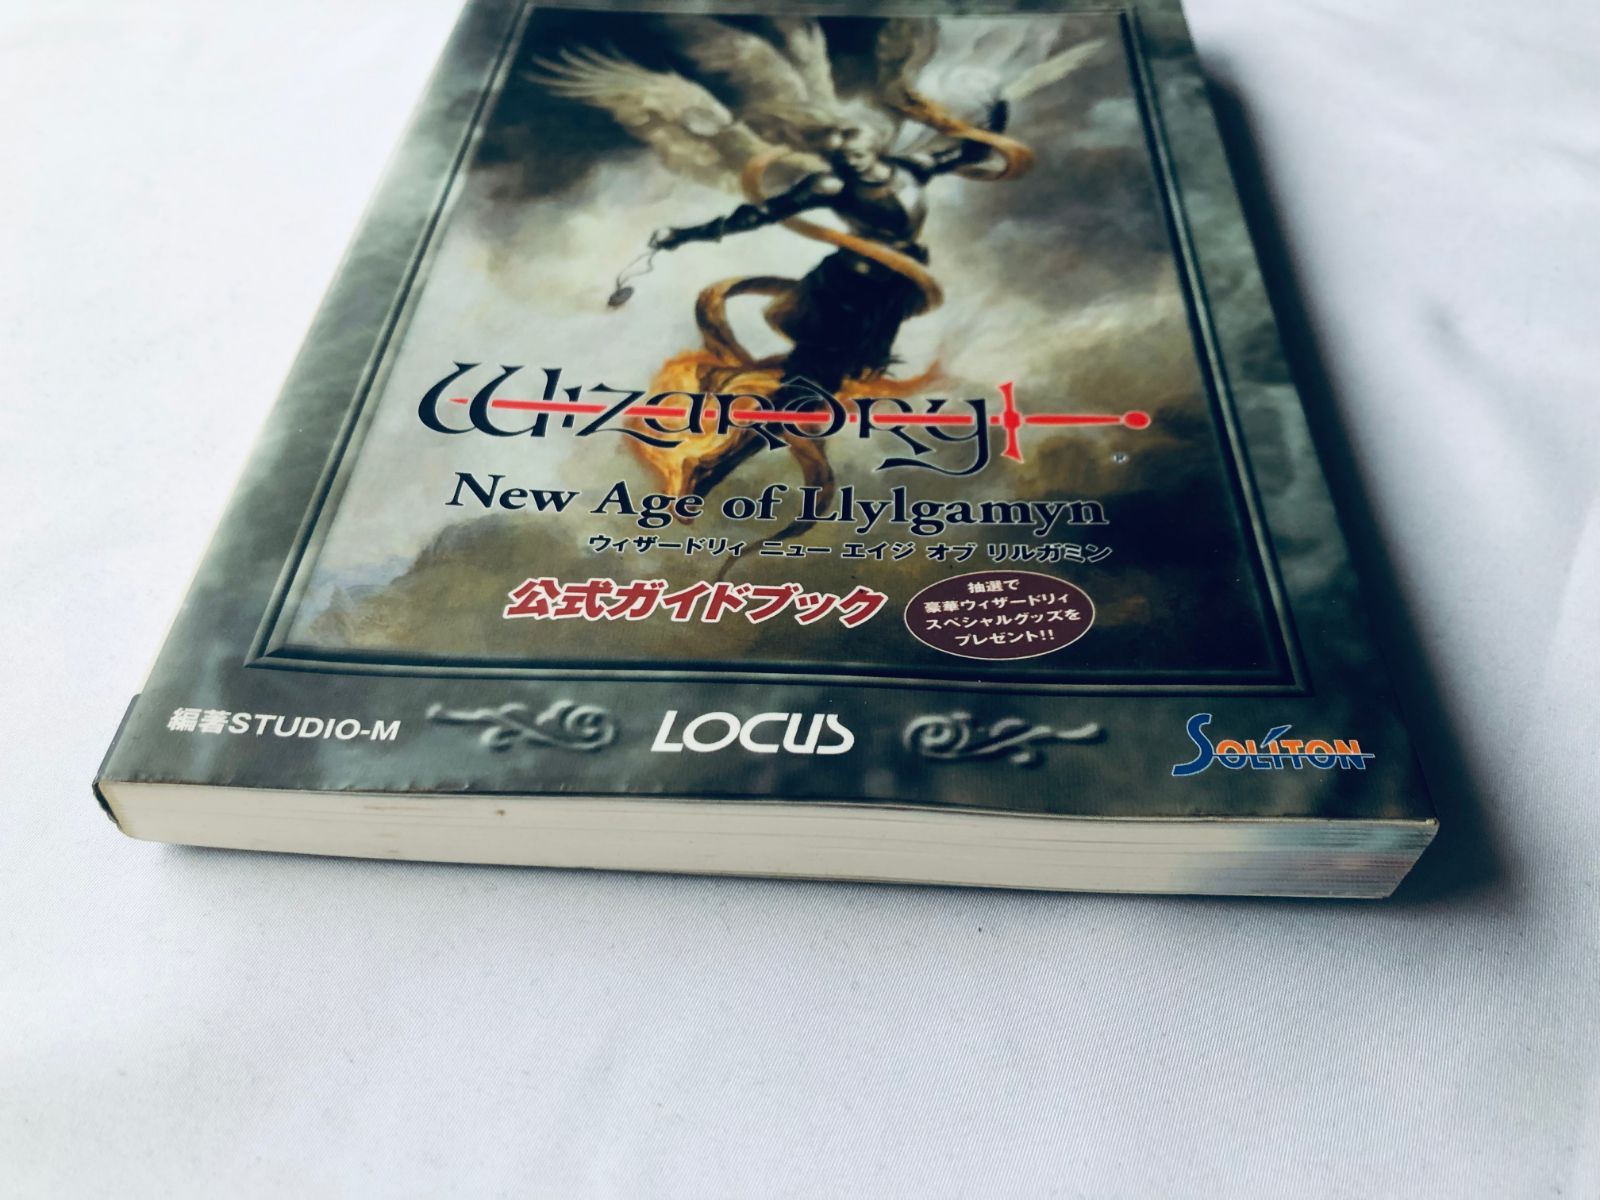 Wizardry®
New Age of Llylgamyn
ウィザードリィ ニュー エイジ オブ リルガミン
公式ガイドブック
抽選で
豪華ウィザードリィ
スペシャルグッズを
プレゼント!!
編著STUDIO-M
LOCUS
SOLITON